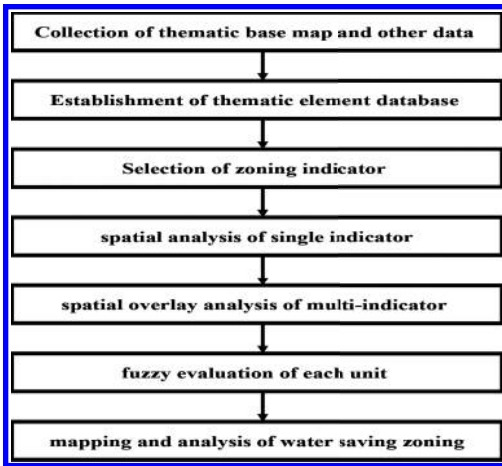 Collection of thematic base map and other data
Establishment of thematic element database
Selection of zoning indicator
spatial analysis of single indicator
spatial overlay analysis of multi-indicator
fuzzy evaluation of each unit
mapping and analysis of water saving zoning